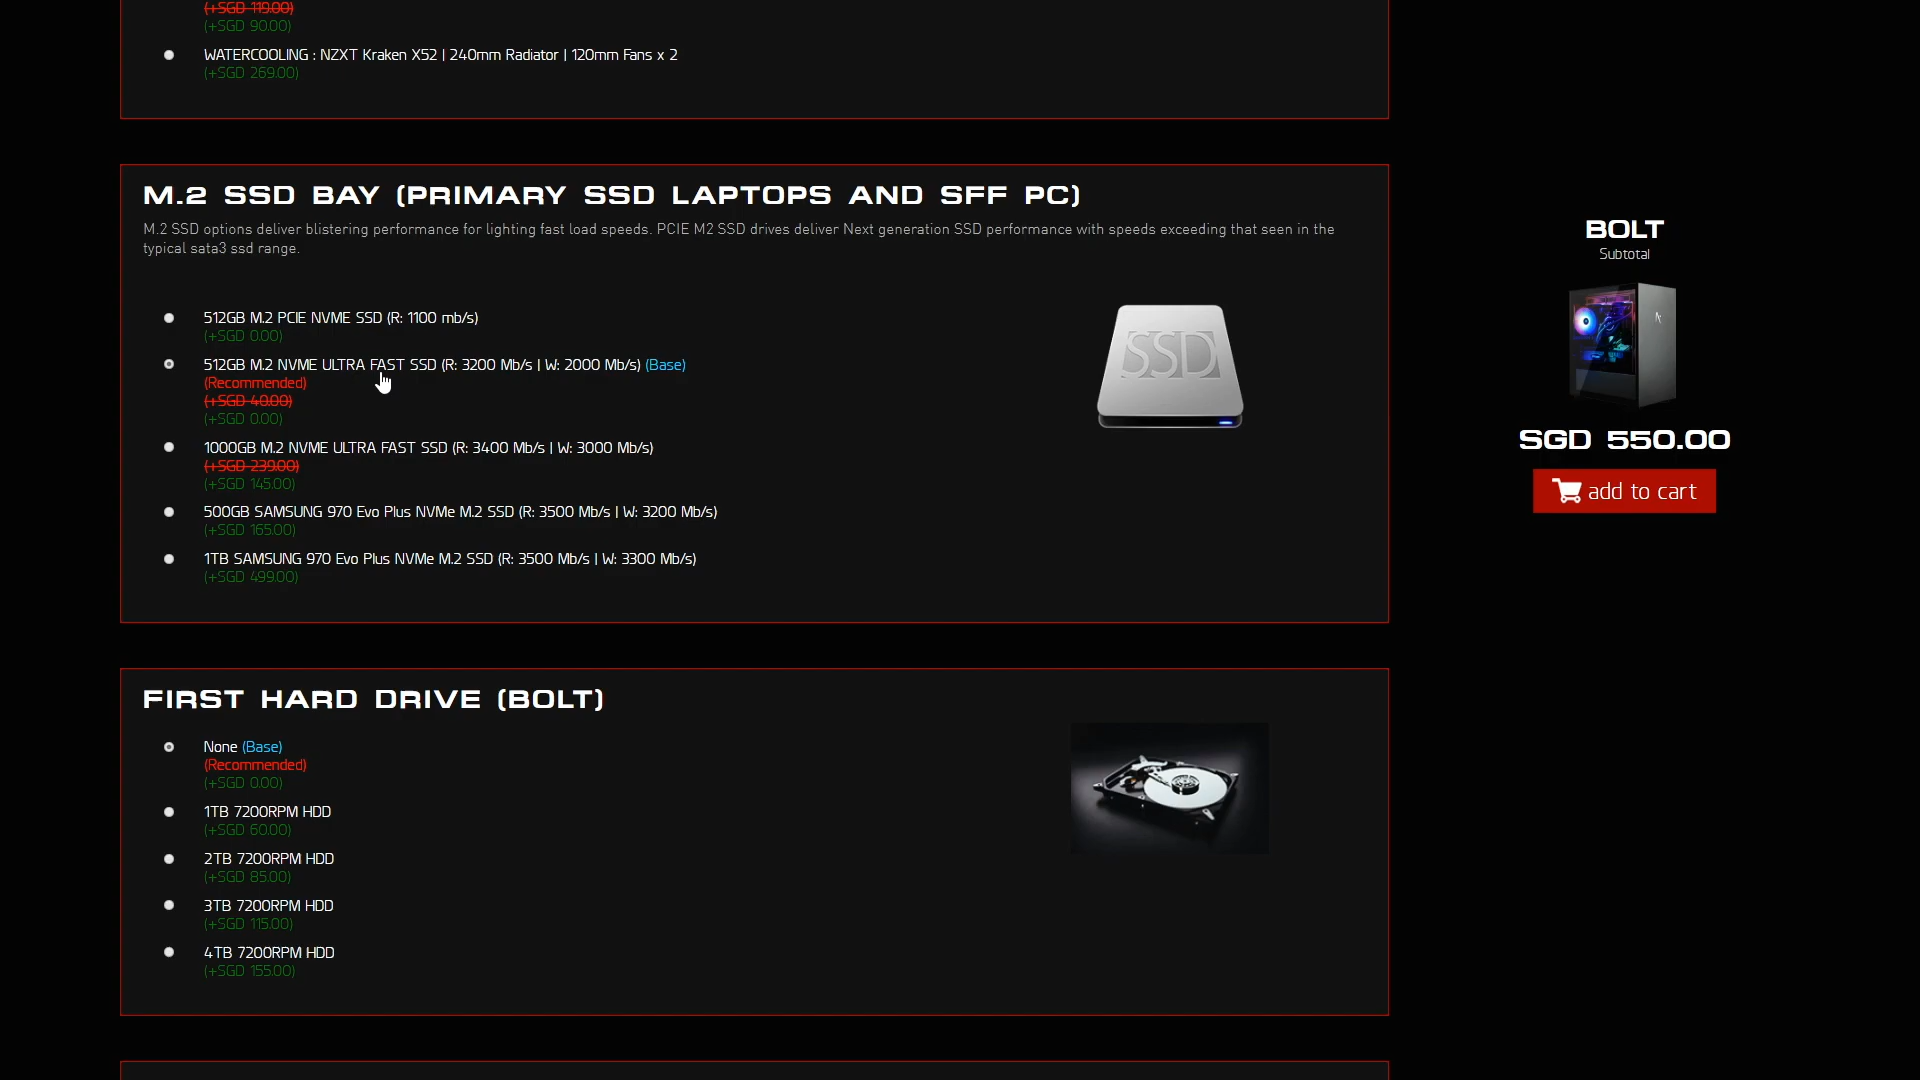 (+SGD 119.00)
(+SGD 90.00)
WATERCOOLING : NZXT Kraken X52 | 240mm Radiator | 120mm Fans x 2
(+SGD 269.00)
M.2 SSD BAY (PRIMARY SSD LAPTOPS AND SFF PC)
M.2 SSD options deliver blistering performance for lighting fast load speeds. PCIE M2 SSD drives deliver Next generation SSD performance with speeds exceeding that seen in the
typical sata3 ssd range.
512GB M.2 PCIE NVME SSD (R: 1100 mb/s)
(+SGD 0.00)
512GB M.2 NVME ULTRA FAST SSD (R: 3200 Mb/s | W: 2000 Mb/s) (Base)
(Recommended)
(+SGD 40.00)
(+SGD 0.00)
1000GB M.2 NVME ULTRA FAST SSD (R: 3400 Mb/s | W: 3000 Mb/s)
(+SGD 239.00)
(+SGD 145.00)
500GB SAMSUNG 970 Evo Plus NVMe M.2 SSD (R: 3500 Mb/s | W: 3200 Mb/s)
(+SGD 165.00)
1TB SAMSUNG 970 Evo Plus NVMe M.2 SSD (R: 3500 Mb/s | W: 3300 Mb/s)
(+SGD 499.00)
SSD
FIRST HARD DRIVE (BOLT)
None (Base)
(Recommended)
(+SGD 0.00)
1TB 7200RPM HDD
(+SGD 60.00)
2TB 7200RPM HDD
(+SGD 85.00)
3TB 7200RPM HDD
(+SGD 115.00)
4TB 7200RPM HDD
(+SGD 155.00)
BOLT
Subtotal
SGD 550.00
add to cart